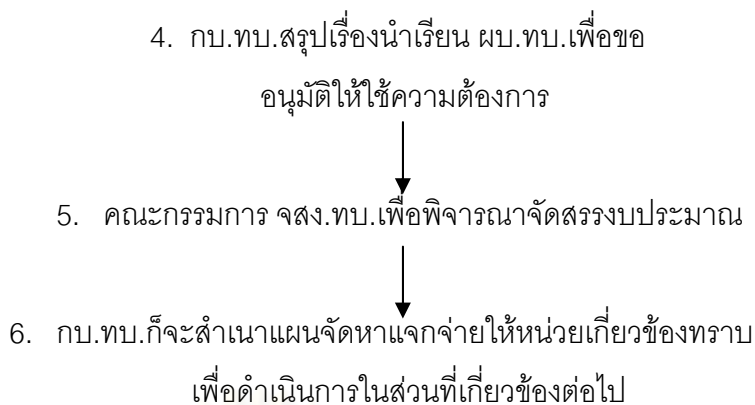 4. กบ.ทบ.สรุปเรื่องนำเรียน ผบ.ทบ.เพื่อขอ
อนุมัติให้ใช้ความต้องการ
5. คณะกรรมการ จสง.ทบ.เพื่อพิจารณาจัดสรรงบประมาณ
6. กบ.ทบ.ก็จะสำเนาแผนจัดหาแจกจ่ายให้หน่วยเกี่ยวข้องทราบ
เพื่อดำเนินการในส่วนที่เกี่ยวข้องต่อไป